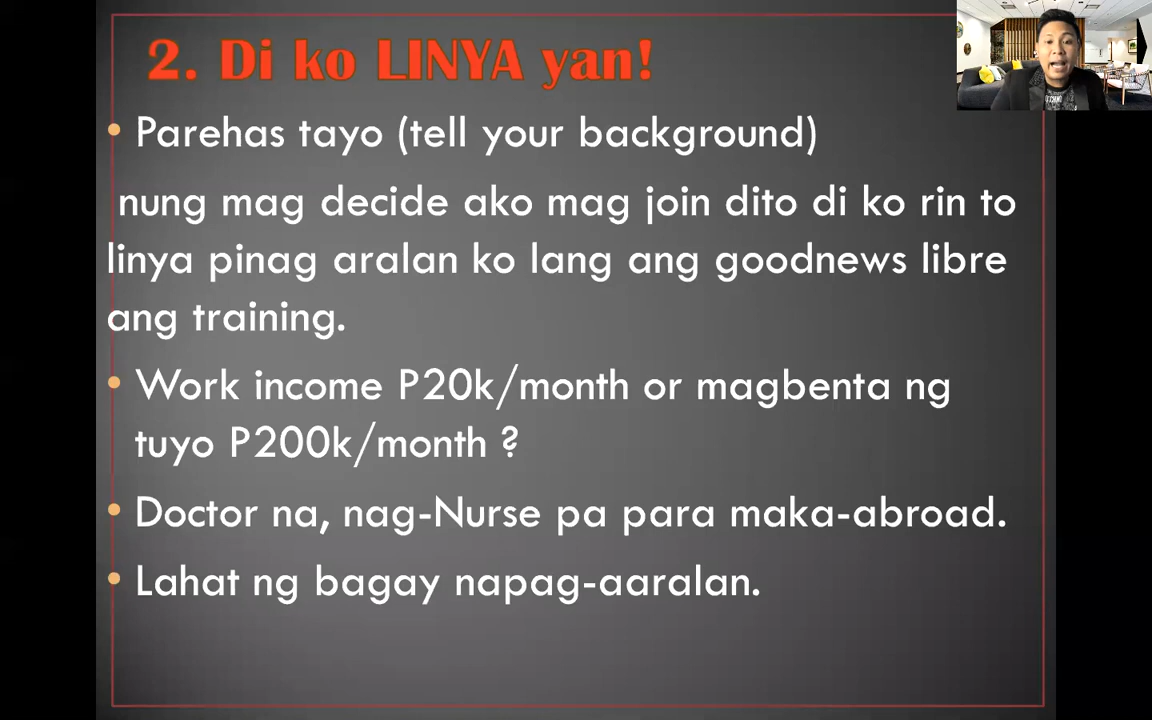 2. Di ko LINYA yan!
• Parehas tayo (tell your background)
nung mag decide ako mag join dito di ko rin to
linya pinag aralan ko lang ang goodnews libre
ang training.
• Work income P20k/month or magbenta ng
tuyo P200k/month ?
• Doctor na, nag-Nurse pa para maka-abroad.
• Lahat ng bagay napag-aaralan.